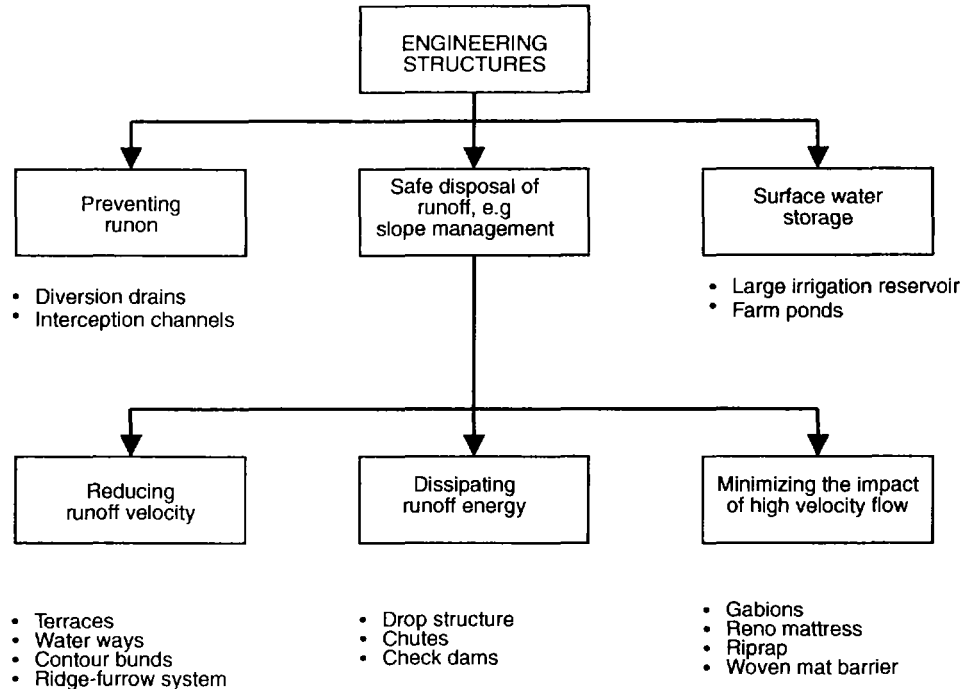 ENGINEERING
STRUCTURES
Preventing
runon
Safe disposal of
runoff, e.g
slope management
Surface water
storage
• Diversion drains
• Interception channels
• Large irrigation reservoir
• Farm ponds
Reducing
runoff velocity
Dissipating
runoff energy
Minimizing the impact
of high velocity flow
• Terraces
• Water ways
• Contour bunds
• Ridge-furrow system
• Drop structure
• Chutes
• Check dams
• Gabions
• Reno mattress
• Riprap
• Woven mat barrier